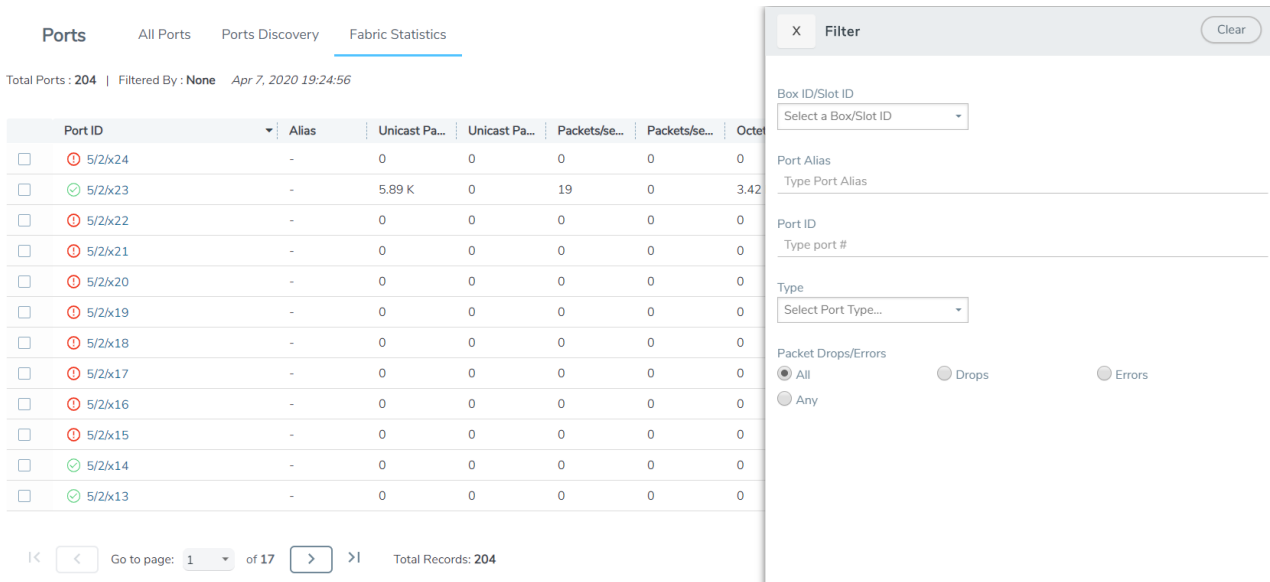 Ports All Ports Ports Discovery Fabric Statistics
Total Ports : 204 | Filtered By : None Apr 7, 2020 19:24:56
Port ID Alias Unicast Pa... Unicast Pa... Packets/se... Packets/se... Octet
5/2/x24 - 0 0 0 0 0
5/2/x23 - 5.89 K 0 19 0 3.42
5/2/x22 - 0 0 0 0 0
5/2/x21 - 0 0 0 0 0
5/2/x20 - 0 0 0 0 0
5/2/x19 - 0 0 0 0 0
5/2/x18 - 0 0 0 0 0
5/2/x17 - 0 0 0 0 0
5/2/x16 - 0 0 0 0 0
5/2/x15 - 0 0 0 0 0
5/2/x14 - 0 0 0 0 0
5/2/x13 - 0 0 0 0 0
Go to page: 1 of 17 Total Records: 204
X Filter Clear
Box ID/Slot ID
Select a Box/Slot ID
Port Alias
Type Port Alias
Port ID
Type port #
Type
Select Port Type...
Packet Drops/Errors
All Drops Errors
Any